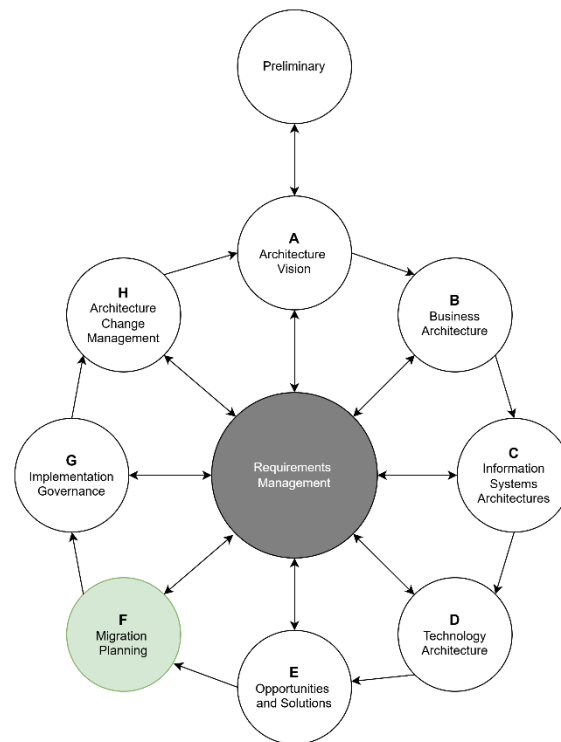 Preliminary
A
Architecture
Vision
H
Architecture
Change
Management
B
Business
Architecture
G
Implementation
Governance
Requirements
Management
C
Information
Systems
Architectures
F
Migration
Planning
D
Technology
Architecture
E
Opportunities
and Solutions